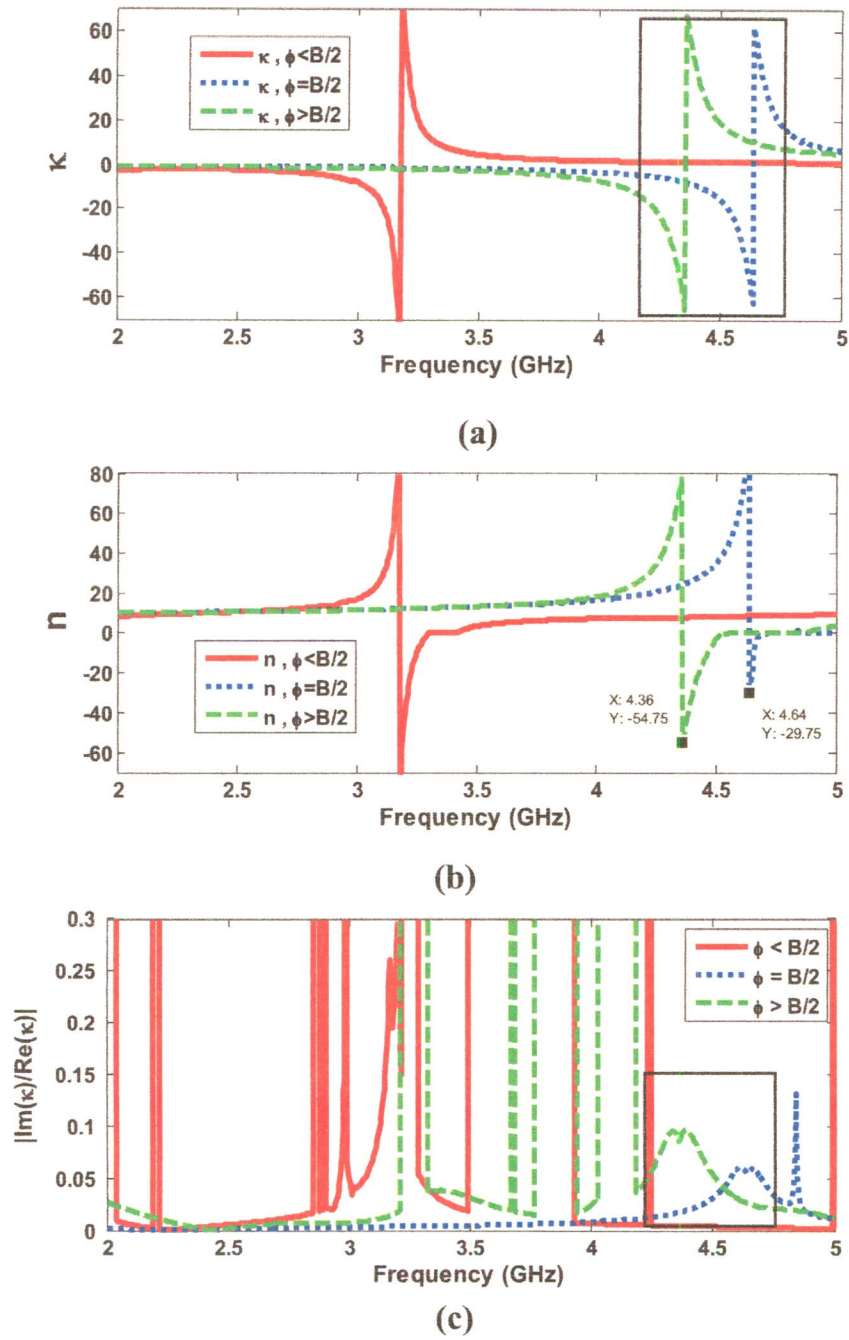 60
40
20
0
-20
-40
-60
κ
κ , ϕ<B/2
κ , ϕ=B/2
κ , ϕ>B/2
2 2.5 3 3.5 4 4.5 5
Frequency (GHz)
(a)
80
60
40
20
0
-20
-40
-60
n
n , ϕ<B/2
n , ϕ=B/2
n , ϕ>B/2
X: 4.36
Y: -54.75
X: 4.64
Y: -29.75
2 2.5 3 3.5 4 4.5 5
Frequency (GHz)
(b)
0.3
0.25
0.2
0.15
0.1
0.05
0
|Im(κ)/Re(κ)|
ϕ < B/2
ϕ = B/2
ϕ > B/2
2 2.5 3 3.5 4 4.5 5
Frequency (GHz)
(c)